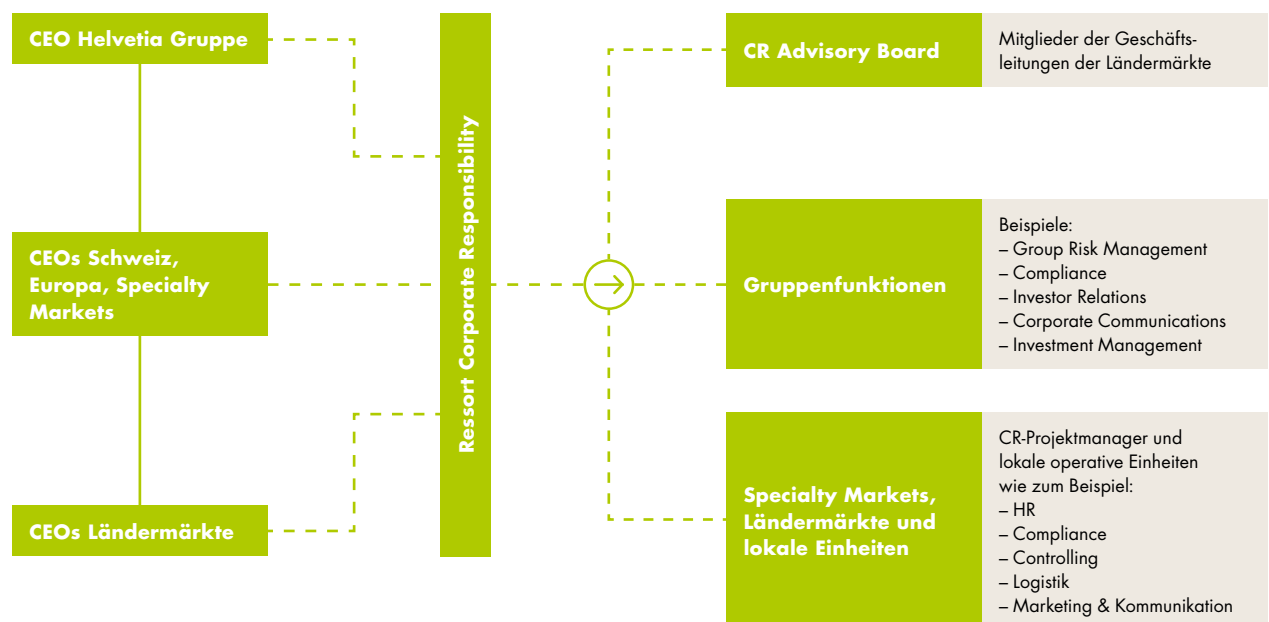 CEO Helvetia Gruppe
CEOs Schweiz,
Europa, Specialty
Markets
CEOs Ländermärkte
Ressort Corporate Responsibility
CR Advisory Board
Mitglieder der Geschäfts-
leitungen der Ländermärkte
Gruppenfunktionen
Beispiele:
– Group Risk Management
– Compliance
– Investor Relations
– Corporate Communications
– Investment Management
Specialty Markets,
Ländermärkte und
lokale Einheiten
CR-Projektmanager und
lokale operative Einheiten
wie zum Beispiel:
– HR
– Compliance
– Controlling
– Logistik
– Marketing & Kommunikation